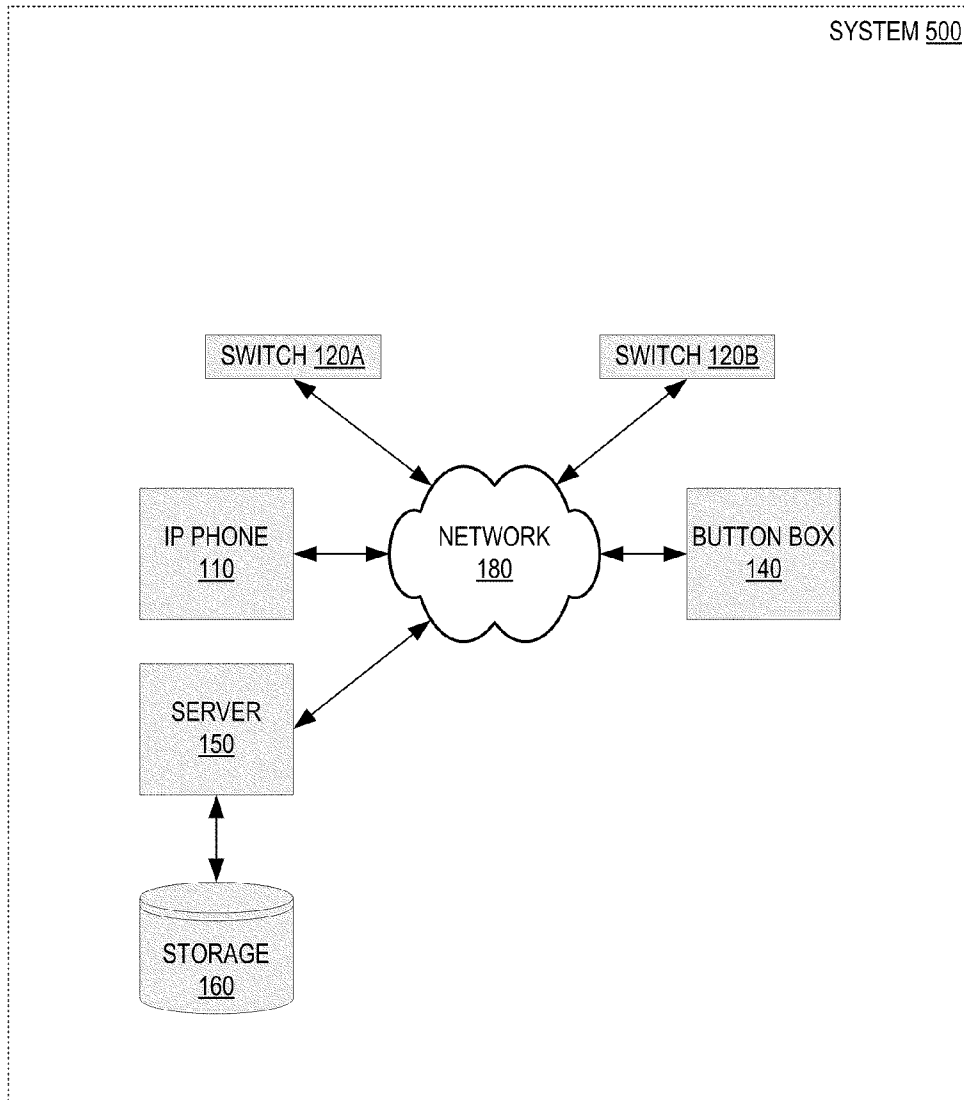 SYSTEM 500
SWITCH 120A
SWITCH 120B
IP PHONE
110
NETWORK
180
BUTTON BOX
140
SERVER
150
STORAGE
160